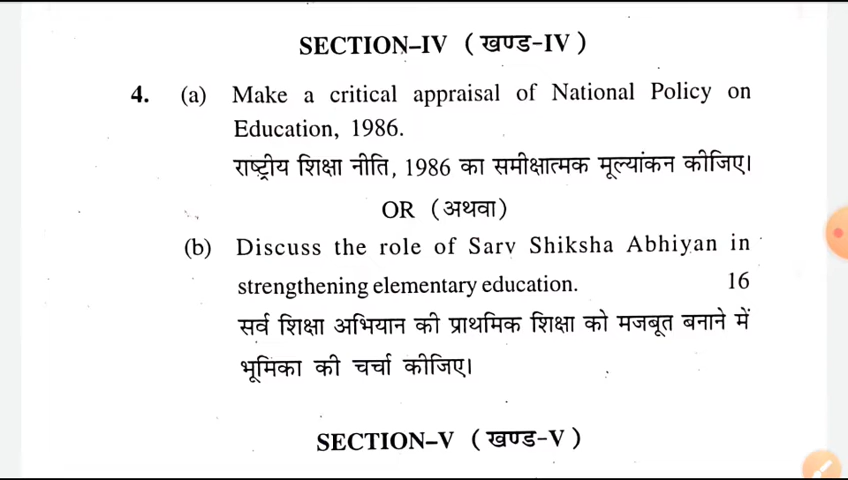 SECTION–IV ( खण्ड-IV )
4. (a) Make a critical appraisal of National Policy on
Education, 1986.
राष्ट्रीय शिक्षा नीति, 1986 का समीक्षात्मक मूल्यांकन कीजिए।
OR (अथवा)
(b) Discuss the role of Sarv Shiksha Abhiyan in
strengthening elementary education. 16
सर्व शिक्षा अभियान की प्राथमिक शिक्षा को मजबूत बनाने में
भूमिका की चर्चा कीजिए।
SECTION–V ( खण्ड-V )